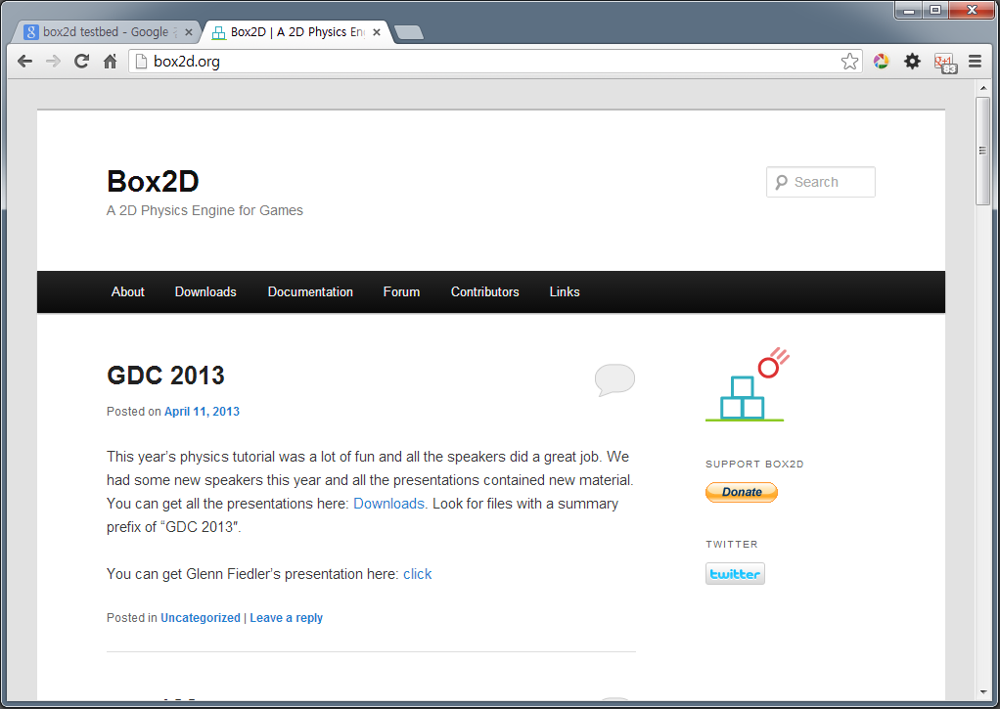 box2d testbed - Google
Box2D | A 2D Physics En
box2d.org
83
Box2D
A 2D Physics Engine for Games
Search
About Downloads Documentation Forum Contributors Links
GDC 2013
Posted on April 11, 2013
This year’s physics tutorial was a lot of fun and all the speakers did a great job. We
had some new speakers this year and all the presentations contained new material.
You can get all the presentations here: Downloads. Look for files with a summary
prefix of “GDC 2013″.
You can get Glenn Fiedler’s presentation here: click
Posted in Uncategorized | Leave a reply
SUPPORT BOX2D
Donate
TWITTER
twitter